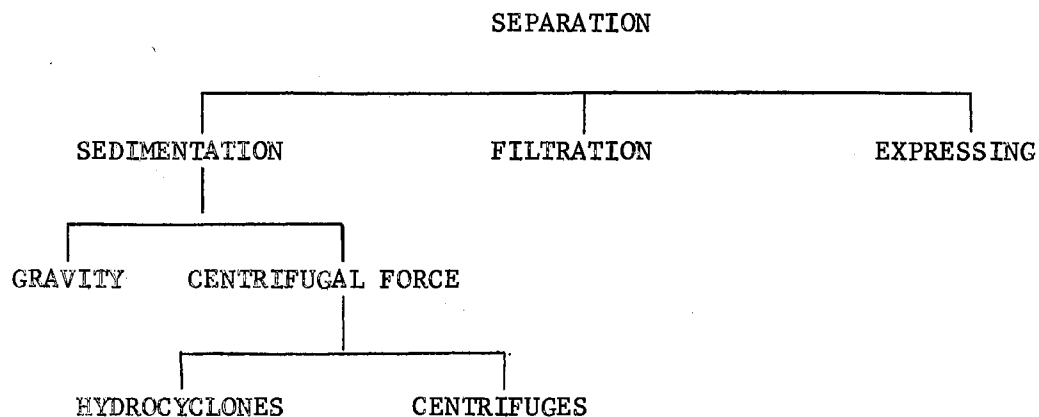 SEPARATION
SEDIMENTATION FILTRATION EXPRESSING
GRAVITY CENTRIFUGAL FORCE
HYDROCYCLONES CENTRIFUGES